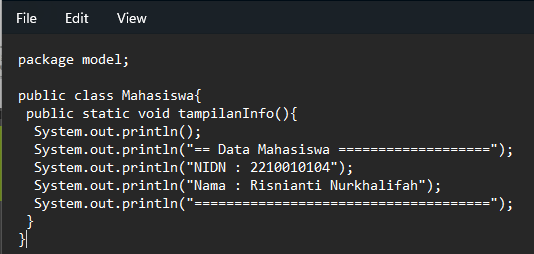 File Edit View
package model;
public class Mahasiswa{
public static void tampilanInfo(){
System.out.println();
System.out.println("== Data Mahasiswa ===================");
System.out.println("NIDN : 2210010104");
System.out.println("Nama : Risnianti Nurkhalifah");
System.out.println("=====================================");
}
}